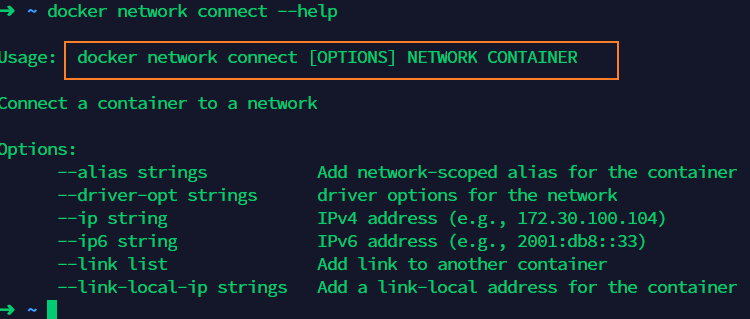 ➜ ~ docker network connect --help
Usage: docker network connect [OPTIONS] NETWORK CONTAINER
Connect a container to a network
Options:
--alias strings Add network-scoped alias for the container
--driver-opt strings driver options for the network
--ip string IPv4 address (e.g., 172.30.100.104)
--ip6 string IPv6 address (e.g., 2001:db8::33)
--link list Add link to another container
--link-local-ip strings Add a link-local address for the container
➜ ~